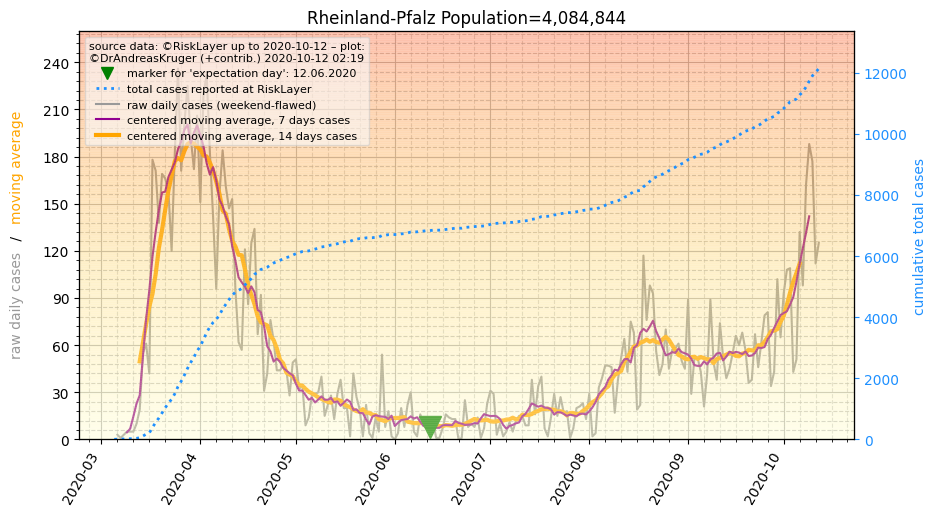 Rheinland-Pfalz Population=4,084,844
source data: ©RiskLayer up to 2020-10-12 – plot:
©DrAndreasKruger (+contrib.) 2020-10-12 02:19
marker for 'expectation day': 12.06.2020
total cases reported at RiskLayer
raw daily cases (weekend-flawed)
centered moving average, 7 days cases
centered moving average, 14 days cases
raw daily cases / moving average
240
210
180
150
120
90
60
30
0
12000
10000
8000
6000
4000
2000
0
cumulative total cases
2020-03
2020-04
2020-05
2020-06
2020-07
2020-08
2020-09
2020-10